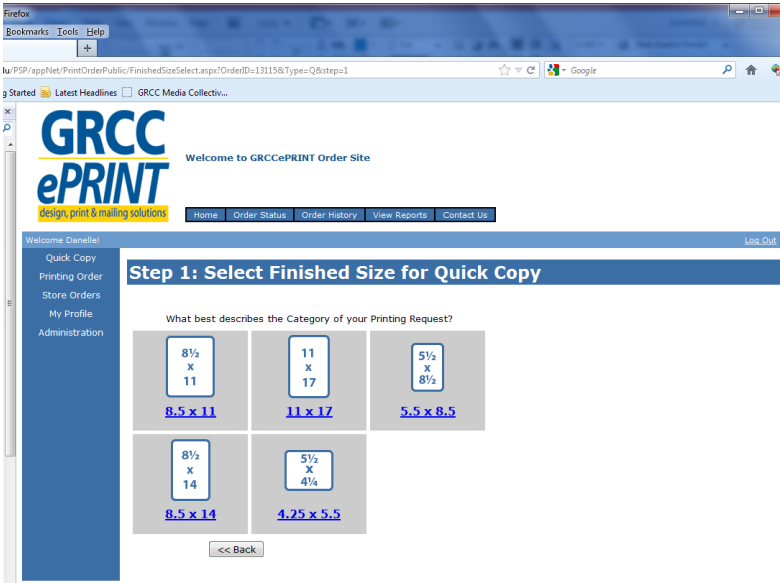 Firefox
Bookmarks Tools Help
+
lu/PSP/appNet/PrintOrderPublic/FinishedSizeSelect.aspx?OrderID=13115&Type=Q&step=1
Google
g Started Latest Headlines GRCC Media Collectiv...
GRCC
ePRINT
design, print & mailing solutions
Welcome to GRCCePRINT Order Site
Home Order Status Order History View Reports Contact Us
Welcome Danelle! Log Out
Quick Copy
Printing Order
Store Orders
My Profile
Administration
Step 1: Select Finished Size for Quick Copy
What best describes the Category of your Printing Request?
8½
x
11
8.5 x 11
11
x
17
11 x 17
5½
x
8½
5.5 x 8.5
8½
x
14
8.5 x 14
5½
x
4¼
4.25 x 5.5
<< Back